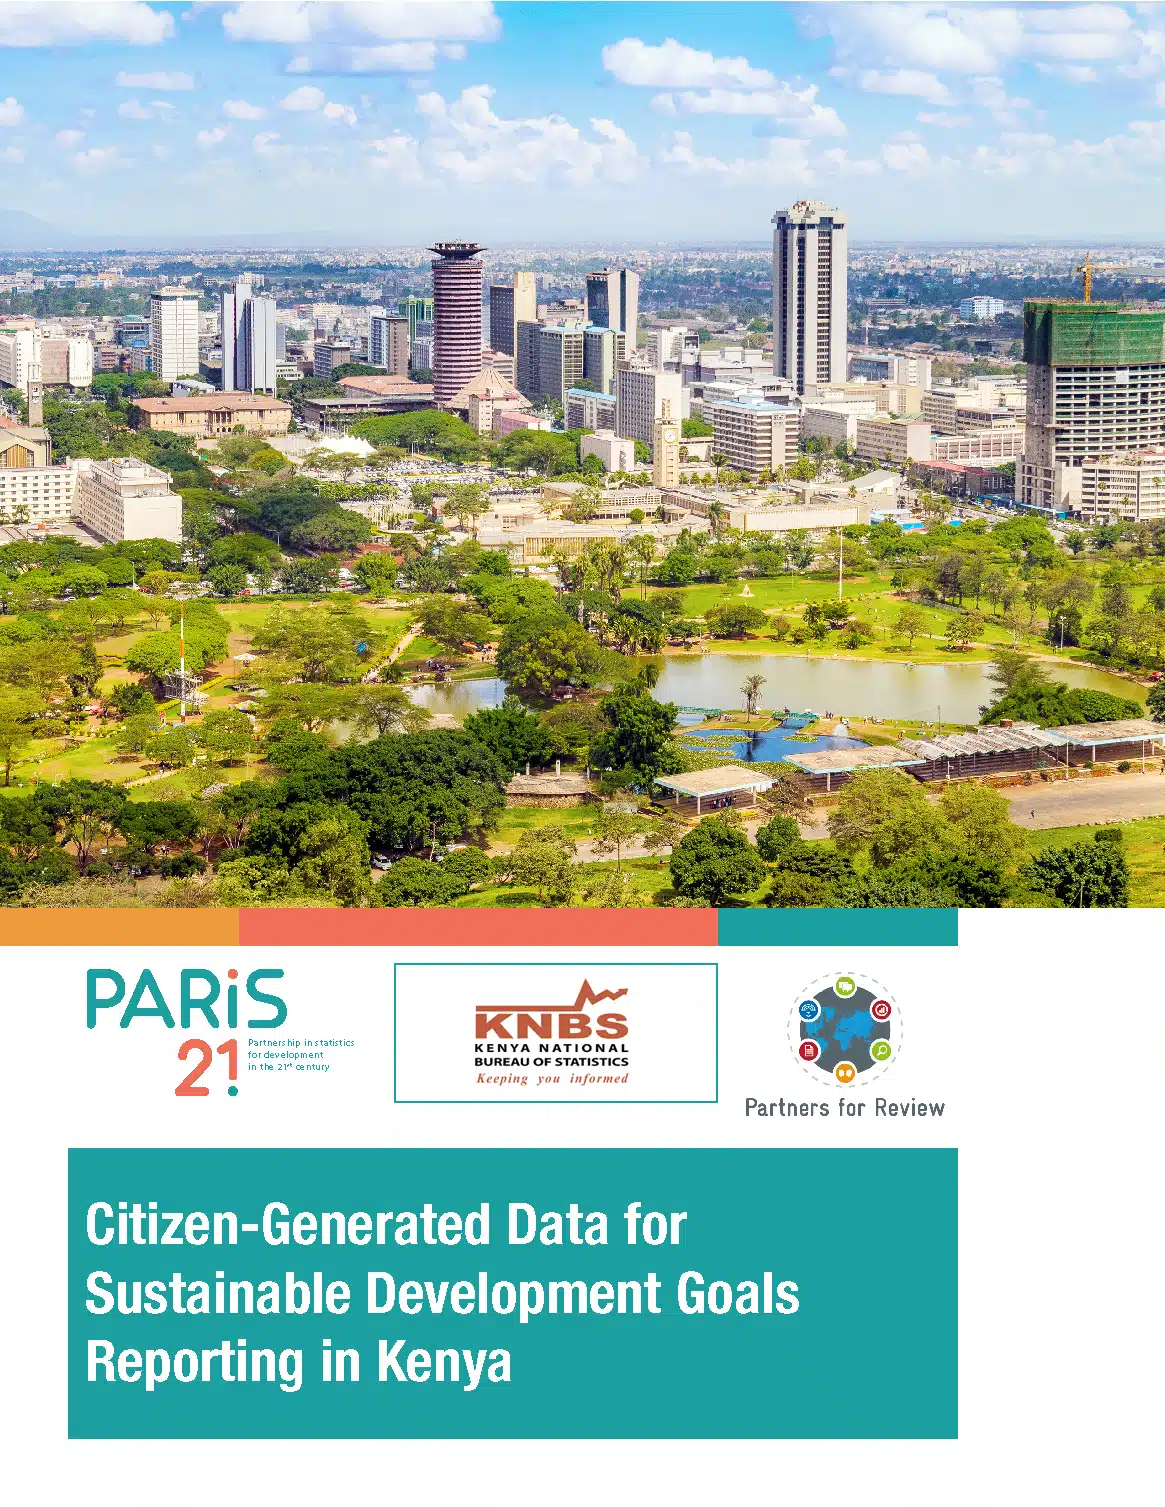 PARiS
21
Partnership in statistics
for development
in the 21st century
KNBS
KENYA NATIONAL
BUREAU OF STATISTICS
Keeping you informed
Partners for Review
Citizen-Generated Data for
Sustainable Development Goals
Reporting in Kenya